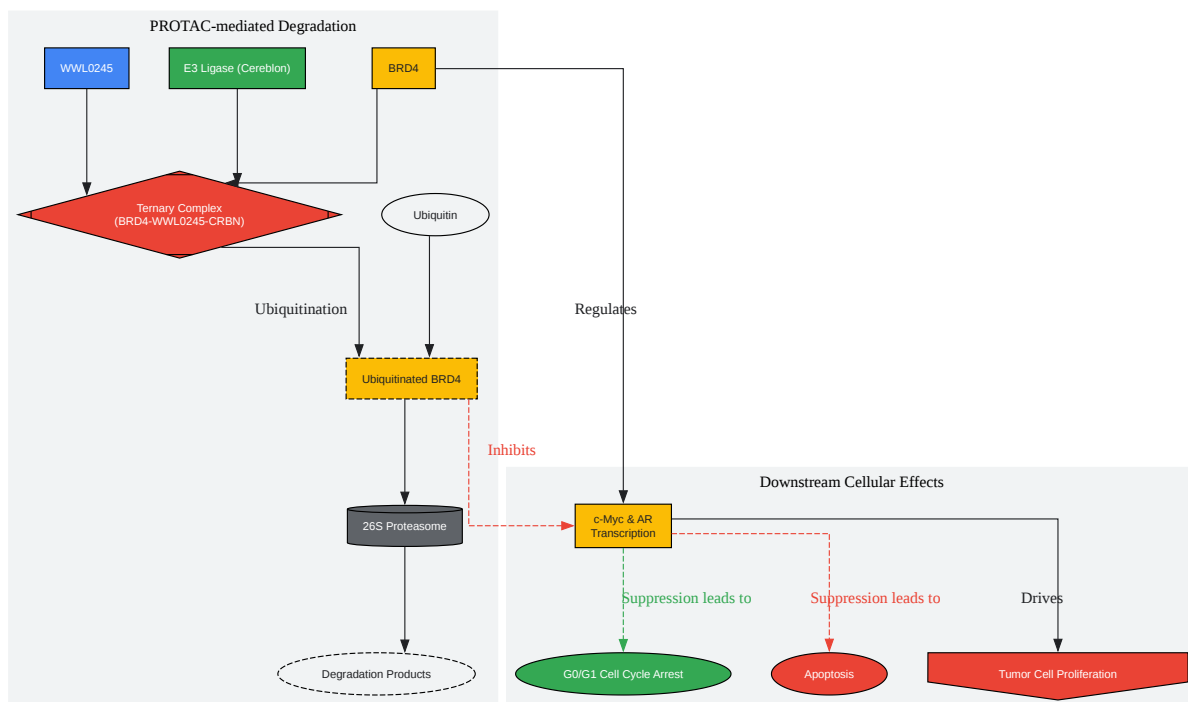 PROTAC-mediated Degradation
WWL0245
E3 Ligase (Cereblon)
BRD4
Ternary Complex
(BRD4-WWL0245-CRBN)
Ubiquitin
Ubiquitination
Regulates
Ubiquitinated BRD4
Inhibits
Downstream Cellular Effects
26S Proteasome
c-Myc & AR
Transcription
Suppression leads to
Suppression leads to
Drives
Degradation Products
G0/G1 Cell Cycle Arrest
Apoptosis
Tumor Cell Proliferation